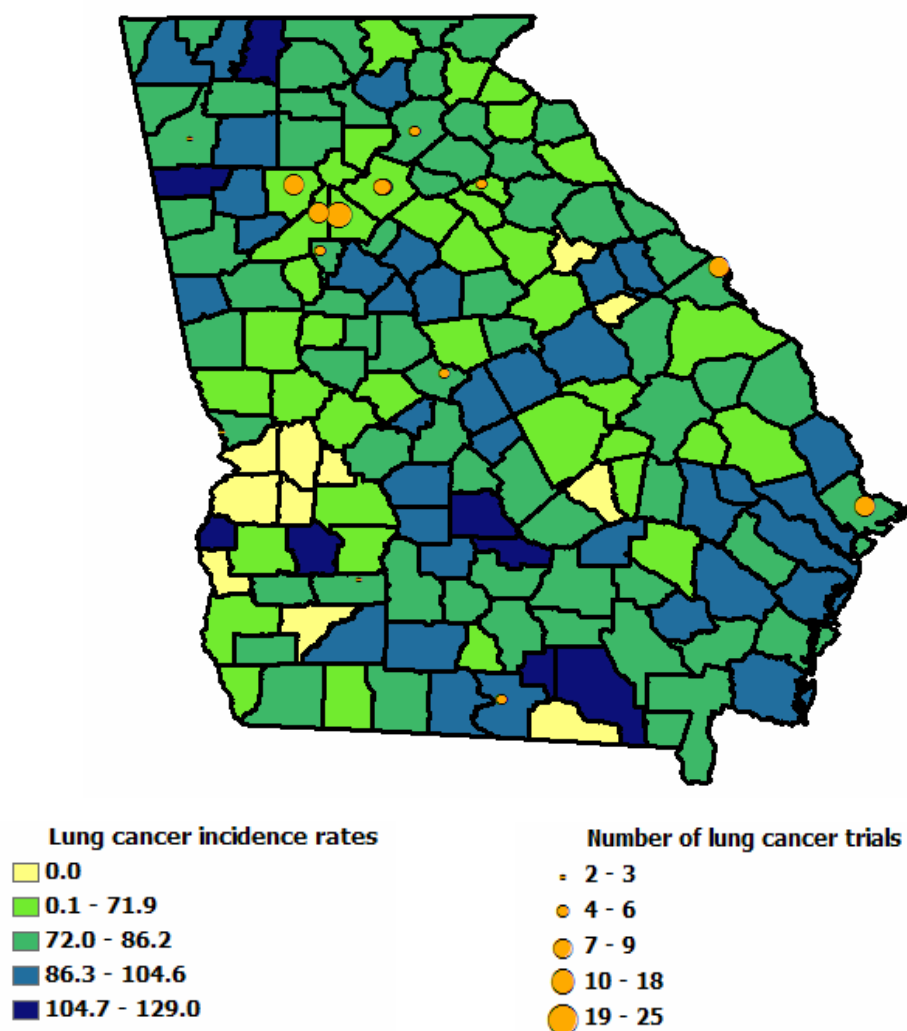 Lung cancer incidence rates
0.0
0.1 - 71.9
72.0 - 86.2
86.3 - 104.6
104.7 - 129.0
Number of lung cancer trials
2 - 3
4 - 6
7 - 9
10 - 18
19 - 25